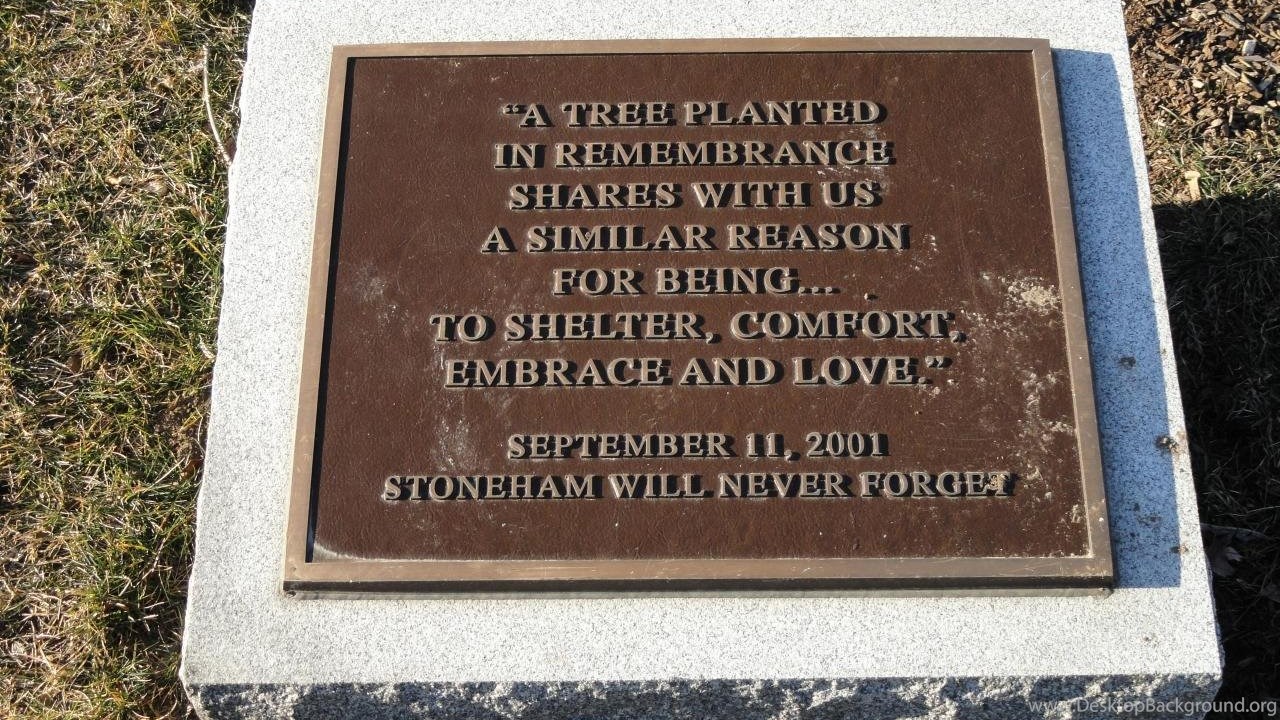 “A TREE PLANTED
IN REMEMBRANCE
SHARES WITH US
A SIMILAR REASON
FOR BEING...
TO SHELTER, COMFORT,
EMBRACE AND LOVE.”
SEPTEMBER 11, 2001
STONEHAM WILL NEVER FORGET
www.DesktopBackground.org